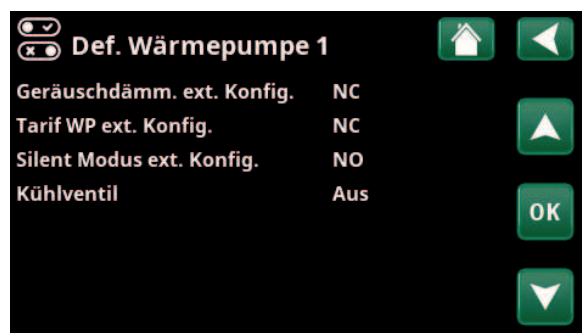 Def. Wärmepumpe 1
Geräuschdämm. ext. Konfig. NC
Tarif WP ext. Konfig. NC
Silent Modus ext. Konfig. NO
Kühlventil Aus
OK